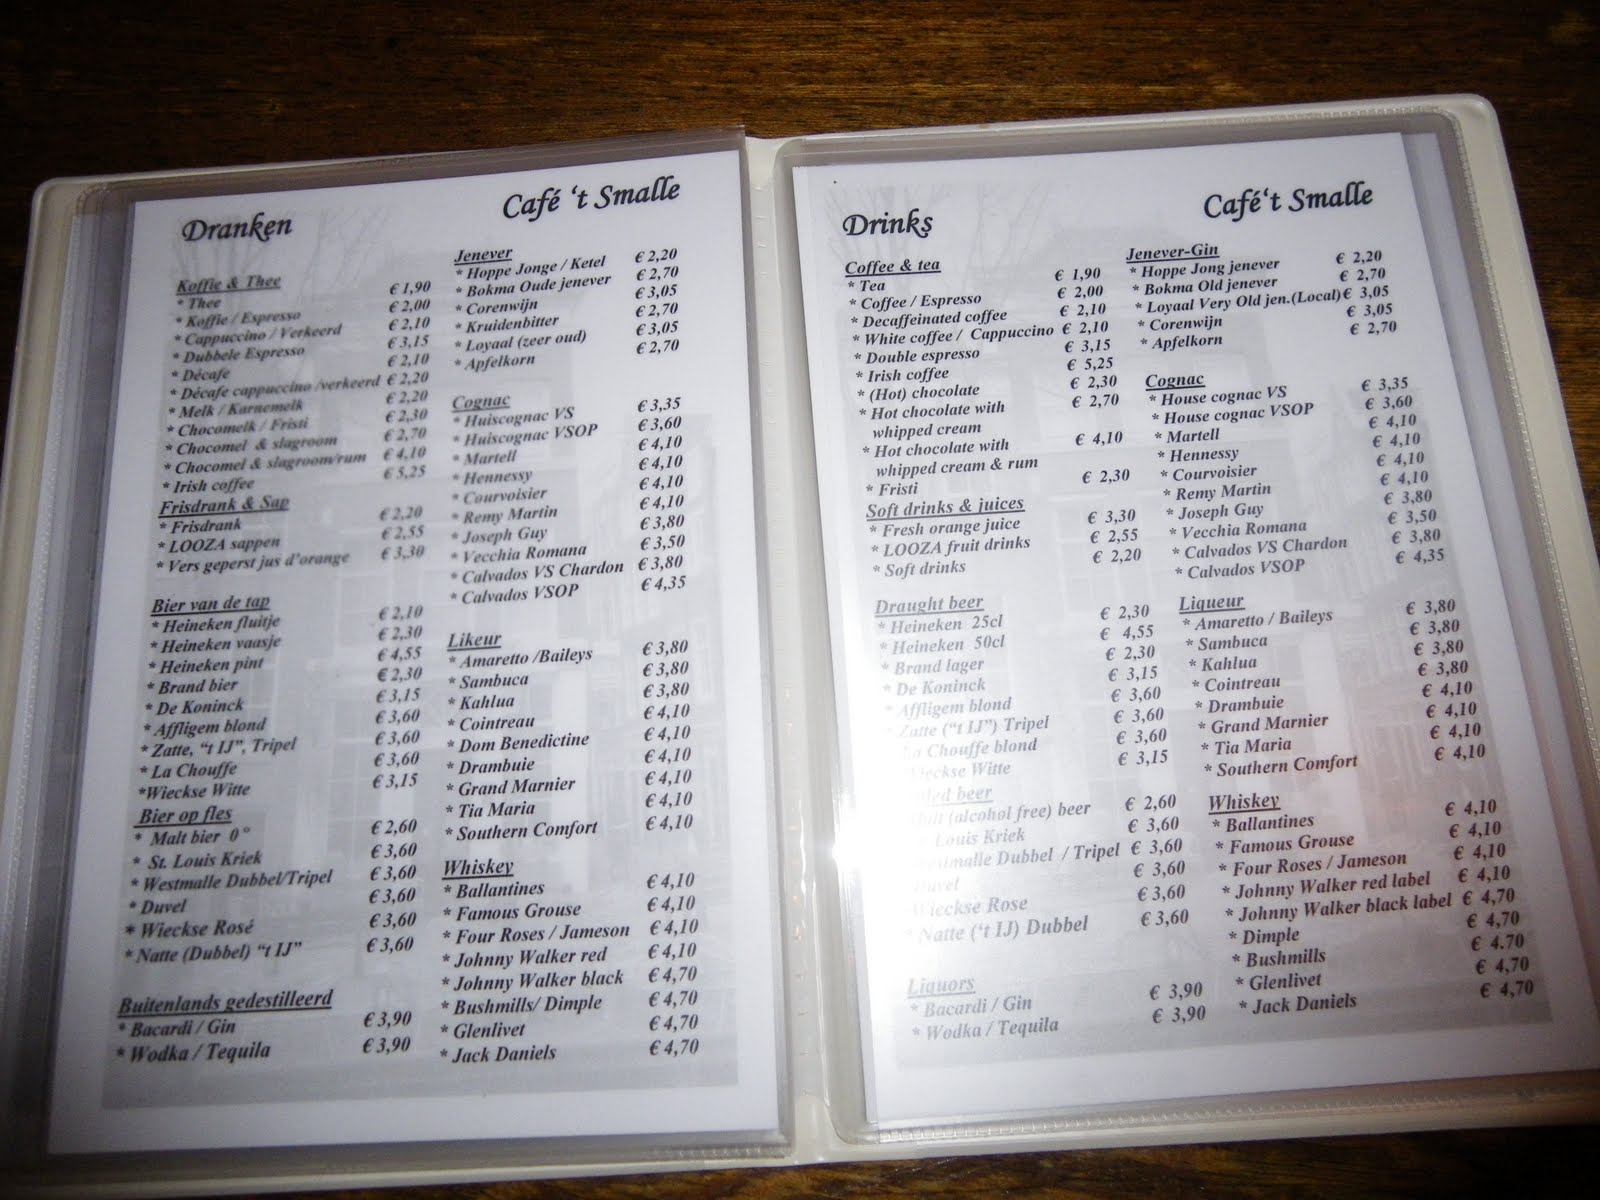 Dranken
Café ‘t Smalle
Koffie & Thee
* Thee € 1,90
* Koffie / Espresso € 2,00
* Cappuccino / Verkeerd € 2,10
* Dubbele Espresso € 3,15
* Décafe € 2,10
* Décafe cappuccino /verkeerd € 2,20
* Melk / Karnemelk € 2,20
* Chocomelk / Fristi € 2,30
* Chocomel & slagroom € 2,70
* Chocomel & slagroom/rum € 4,10
* Irish coffee € 5,25
Frisdrank & Sap
* Frisdrank € 2,20
* LOOZA sappen € 2,55
* Vers geperst jus d’orange € 3,30
Bier van de tap
* Heineken fluitje € 2,10
* Heineken vaasje € 2,30
* Heineken pint € 4,55
* Brand bier € 2,30
* De Koninck € 3,15
* Affligem blond € 3,60
* Zatte, “t IJ”, Tripel € 3,60
* La Chouffe € 3,60
*Wieckse Witte € 3,15
Bier op fles
* Malt bier 0° € 2,60
* St. Louis Kriek € 3,60
* Westmalle Dubbel/Tripel € 3,60
* Duvel € 3,60
* Wieckse Rosé € 3,60
* Natte (Dubbel) “t IJ” € 3,60
Buitenlands gedestilleerd
* Bacardi / Gin € 3,90
* Wodka / Tequila € 3,90
Jenever
* Hoppe Jonge / Ketel € 2,20
* Bokma Oude jenever € 2,70
* Corenwijn € 3,05
* Kruidenbitter € 2,70
* Loyaal (zeer oud) € 3,05
* Apfelkorn € 2,70
Cognac
* Huiscognac VS € 3,35
* Huiscognac VSOP € 3,60
* Martell € 4,10
* Hennessy € 4,10
* Courvoisier € 4,10
* Remy Martin € 4,10
* Joseph Guy € 3,80
* Vecchia Romana € 3,50
* Calvados VS Chardon € 3,80
* Calvados VSOP € 4,35
Likeur
* Amaretto /Baileys € 3,80
* Sambuca € 3,80
* Kahlua € 3,80
* Cointreau € 4,10
* Dom Benedictine € 4,10
* Drambuie € 4,10
* Grand Marnier € 4,10
* Tia Maria € 4,10
* Southern Comfort € 4,10
Whiskey
* Ballantines € 4,10
* Famous Grouse € 4,10
* Four Roses / Jameson € 4,10
* Johnny Walker red € 4,10
* Johnny Walker black € 4,70
* Bushmills/ Dimple € 4,70
* Glenlivet € 4,70
* Jack Daniels € 4,70
Drinks
Café‘t Smalle
Coffee & tea
* Tea € 1,90
* Coffee / Espresso € 2,00
* Decaffeinated coffee € 2,10
* White coffee / Cappuccino € 2,10
* Double espresso € 3,15
* Irish coffee € 5,25
* (Hot) chocolate € 2,30
* Hot chocolate with € 2,70
whipped cream
* Hot chocolate with € 4,10
whipped cream & rum
* Fristi € 2,30
Soft drinks & juices
* Fresh orange juice € 3,30
* LOOZA fruit drinks € 2,55
* Soft drinks € 2,20
Draught beer
* Heineken 25cl € 2,30
* Heineken 50cl € 4,55
* Brand lager € 2,30
* De Koninck € 3,15
* Affligem blond € 3,60
* Zatte (“t IJ”) Tripel € 3,60
La Chouffe blond € 3,60
Wieckse Witte € 3,15
beer
Malt (alcohol free) beer € 2,60
Louis Kriek € 3,60
Westmalle Dubbel / Tripel € 3,60
Duvel € 3,60
Wieckse Rose € 3,60
* Natte (‘t IJ) Dubbel € 3,60
Liquors
* Bacardi / Gin € 3,90
* Wodka / Tequila € 3,90
Jenever-Gin
* Hoppe Jong jenever € 2,20
* Bokma Old jenever € 2,70
* Loyaal Very Old jen.(Local) € 3,05
* Corenwijn € 3,05
* Apfelkorn € 2,70
Cognac
* House cognac VS € 3,35
* House cognac VSOP € 3,60
* Martell € 4,10
* Hennessy € 4,10
* Courvoisier € 4,10
* Remy Martin € 4,10
* Joseph Guy € 3,80
* Vecchia Romana € 3,50
* Calvados VS Chardon € 3,80
* Calvados VSOP € 4,35
Liqueur
* Amaretto / Baileys € 3,80
* Sambuca € 3,80
* Kahlua € 3,80
* Cointreau € 3,80
* Drambuie € 4,10
* Grand Marnier € 4,10
* Tia Maria € 4,10
* Southern Comfort € 4,10
Whiskey
* Ballantines € 4,10
* Famous Grouse € 4,10
* Four Roses / Jameson € 4,10
* Johnny Walker red label € 4,10
* Johnny Walker black label € 4,70
* Dimple € 4,70
* Bushmills € 4.70
* Glenlivet € 4,70
* Jack Daniels € 4,70